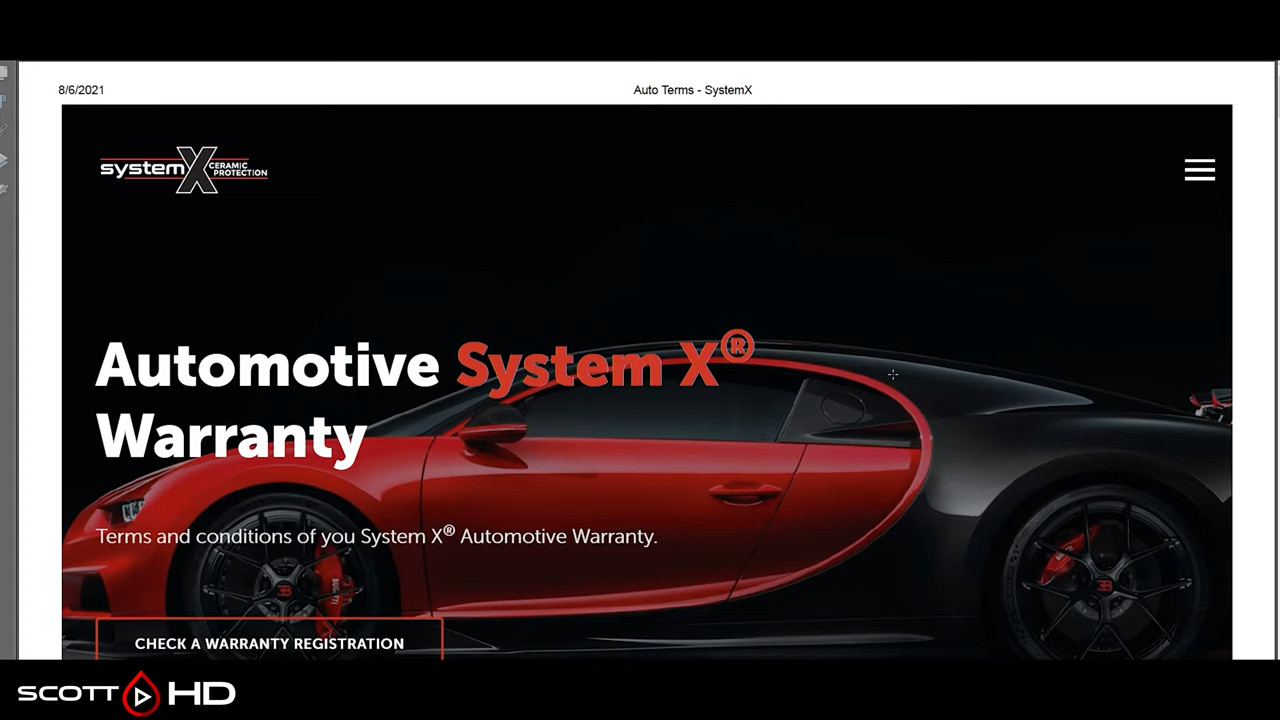 8/6/2021
Auto Terms - SystemX
systemX CERAMIC PROTECTION
Automotive System X®
Warranty
Terms and conditions of you System X® Automotive Warranty.
CHECK A WARRANTY REGISTRATION
SCOTT HD